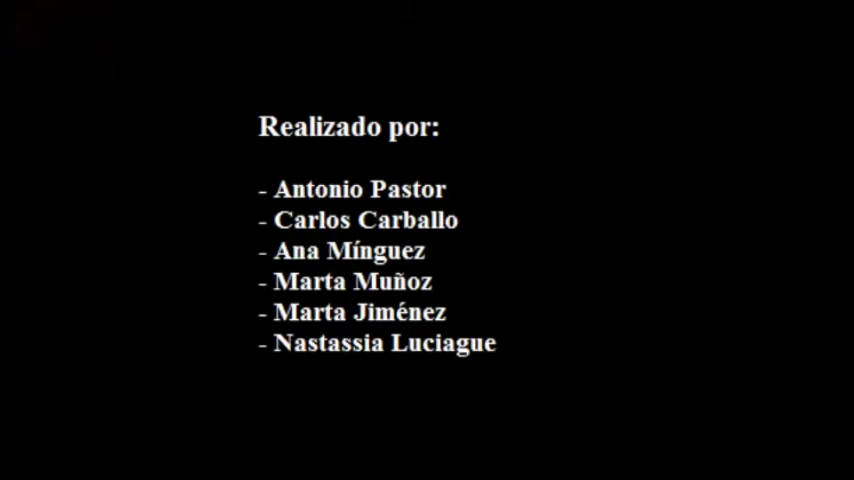 Realizado por:
- Antonio Pastor
- Carlos Carballo
- Ana Mínguez
- Marta Muñoz
- Marta Jiménez
- Nastassia Luciague